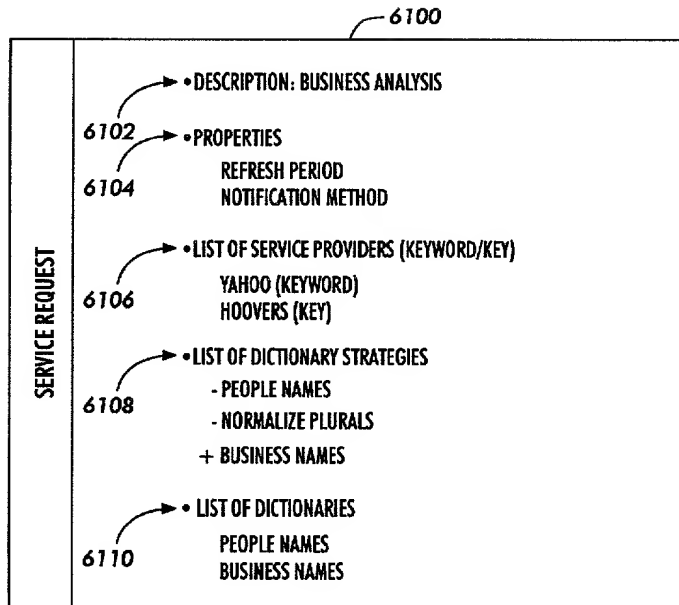 6100
SERVICE REQUEST
• DESCRIPTION: BUSINESS ANALYSIS
6102
• PROPERTIES
6104
REFRESH PERIOD
NOTIFICATION METHOD
• LIST OF SERVICE PROVIDERS (KEYWORD/KEY)
6106
YAHOO (KEYWORD)
HOOVERS (KEY)
• LIST OF DICTIONARY STRATEGIES
6108
- PEOPLE NAMES
- NORMALIZE PLURALS
+ BUSINESS NAMES
• LIST OF DICTIONARIES
6110
PEOPLE NAMES
BUSINESS NAMES